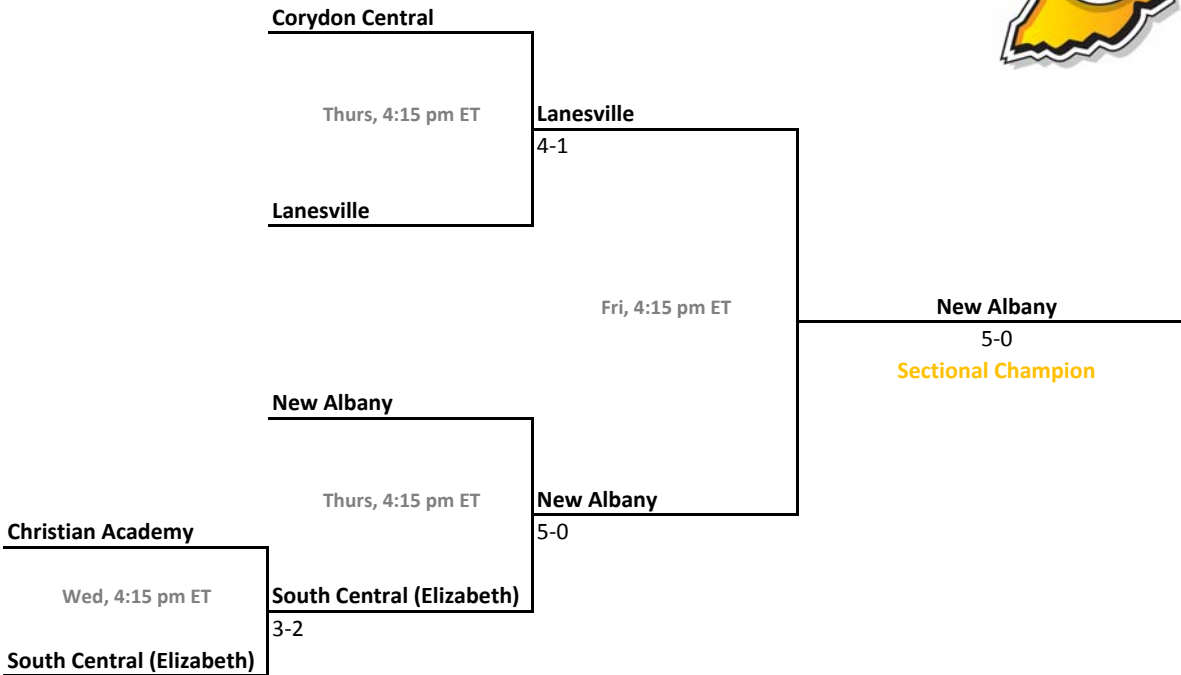 Corydon Central
Thurs, 4:15 pm ET
Lanesville
4-1
Lanesville
Fri, 4:15 pm ET
New Albany
5-0
Sectional Champion
New Albany
Thurs, 4:15 pm ET
New Albany
5-0
Christian Academy
Wed, 4:15 pm ET
South Central (Elizabeth)
3-2
South Central (Elizabeth)